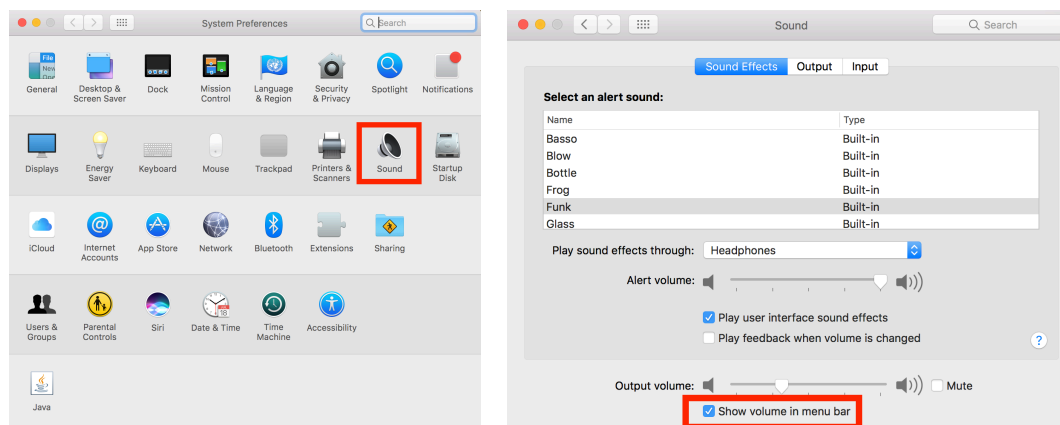 System Preferences
Search
File
New
General
Desktop &
Screen Saver
Dock
Mission
Control
Language
& Region
Security
& Privacy
Spotlight
Notifications
Displays
Energy
Saver
Keyboard
Mouse
Trackpad
Printers &
Scanners
Sound
Startup
Disk
iCloud
Internet
Accounts
App Store
Network
Bluetooth
Extensions
Sharing
Users &
Groups
Parental
Controls
Siri
18
Date & Time
Time
Machine
Accessibility
Java
Sound
Search
Sound Effects Output Input
Select an alert sound:
Name Type
Basso Built-in
Blow Built-in
Bottle Built-in
Frog Built-in
Funk Built-in
Glass Built-in
Play sound effects through: Headphones
Alert volume:
Play user interface sound effects
Play feedback when volume is changed
?
Output volume: Mute
Show volume in menu bar